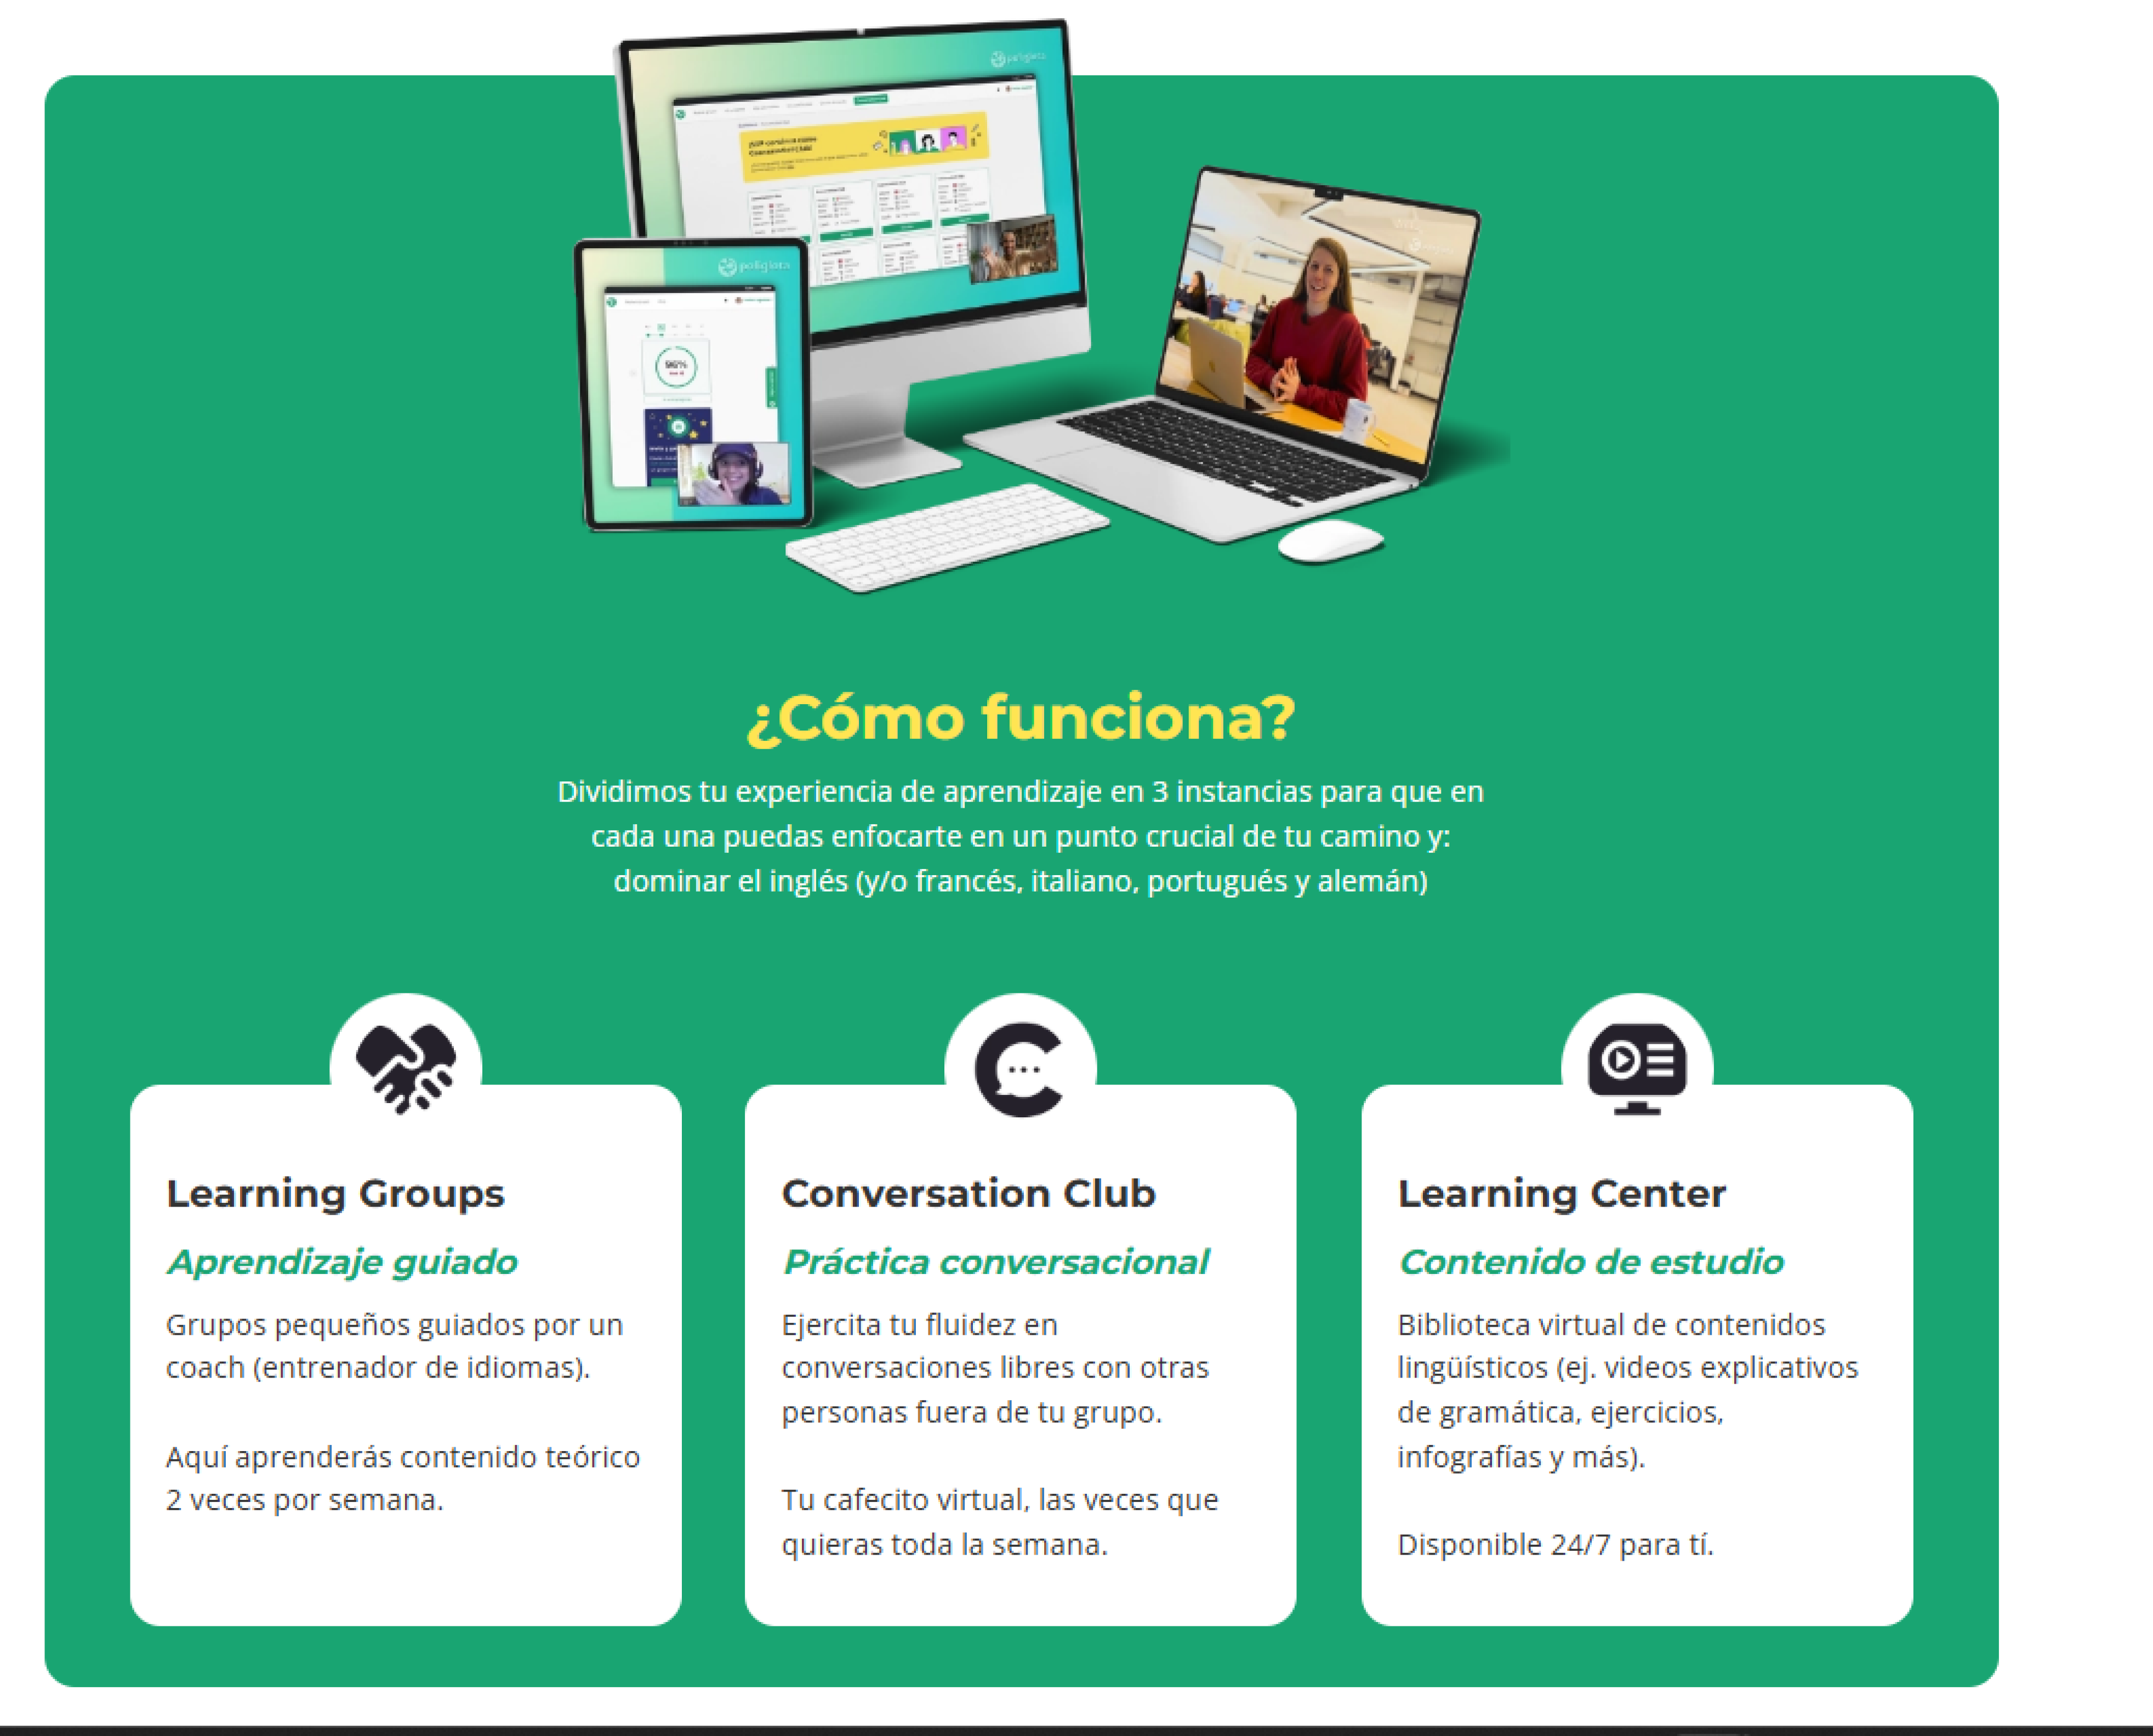 poliglota
poliglota
96%
¿Cómo funciona?
Dividimos tu experiencia de aprendizaje en 3 instancias para que en
cada una puedas enfocarte en un punto crucial de tu camino y:
dominar el inglés (y/o francés, italiano, portugués y alemán)
Learning Groups
Aprendizaje guiado
Grupos pequeños guiados por un
coach (entrenador de idiomas).
Aquí aprenderás contenido teórico
2 veces por semana.
Conversation Club
Práctica conversacional
Ejercita tu fluidez en
conversaciones libres con otras
personas fuera de tu grupo.
Tu cafecito virtual, las veces que
quieras toda la semana.
Learning Center
Contenido de estudio
Biblioteca virtual de contenidos
lingüísticos (ej. videos explicativos
de gramática, ejercicios,
infografías y más).
Disponible 24/7 para tí.